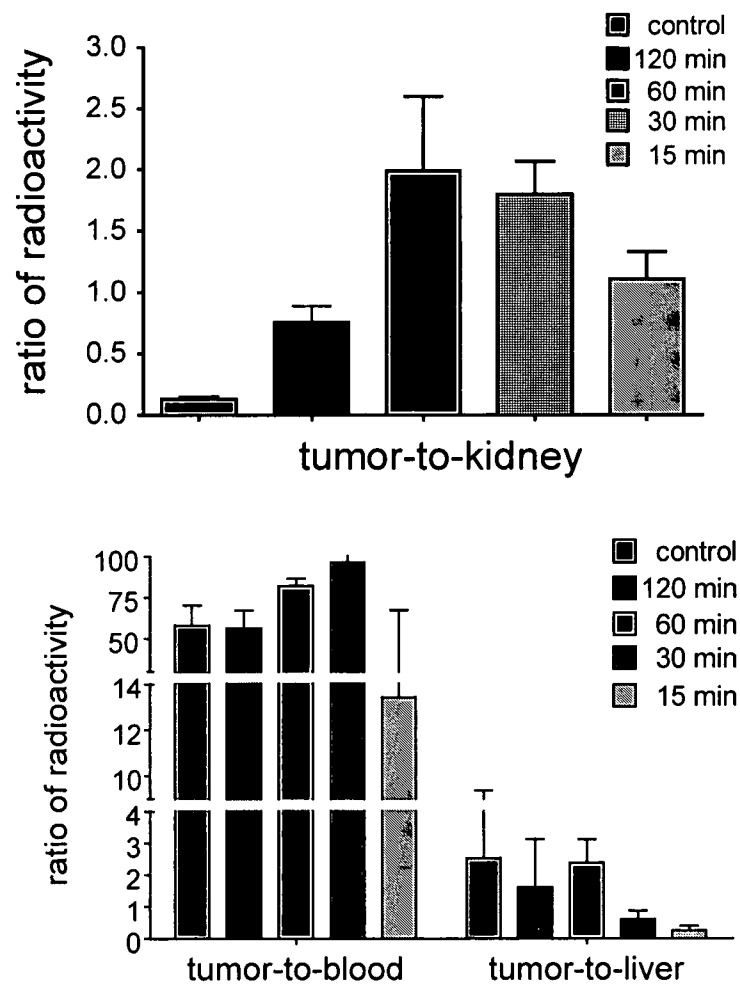 control
120 min
60 min
30 min
15 min
ratio of radioactivity
3.0
2.5
2.0
1.5
1.0
0.5
0.0
tumor-to-kidney
control
120 min
60 min
30 min
15 min
ratio of radioactivity
100
75
50
14
12
10
4
3
2
1
0
tumor-to-blood tumor-to-liver